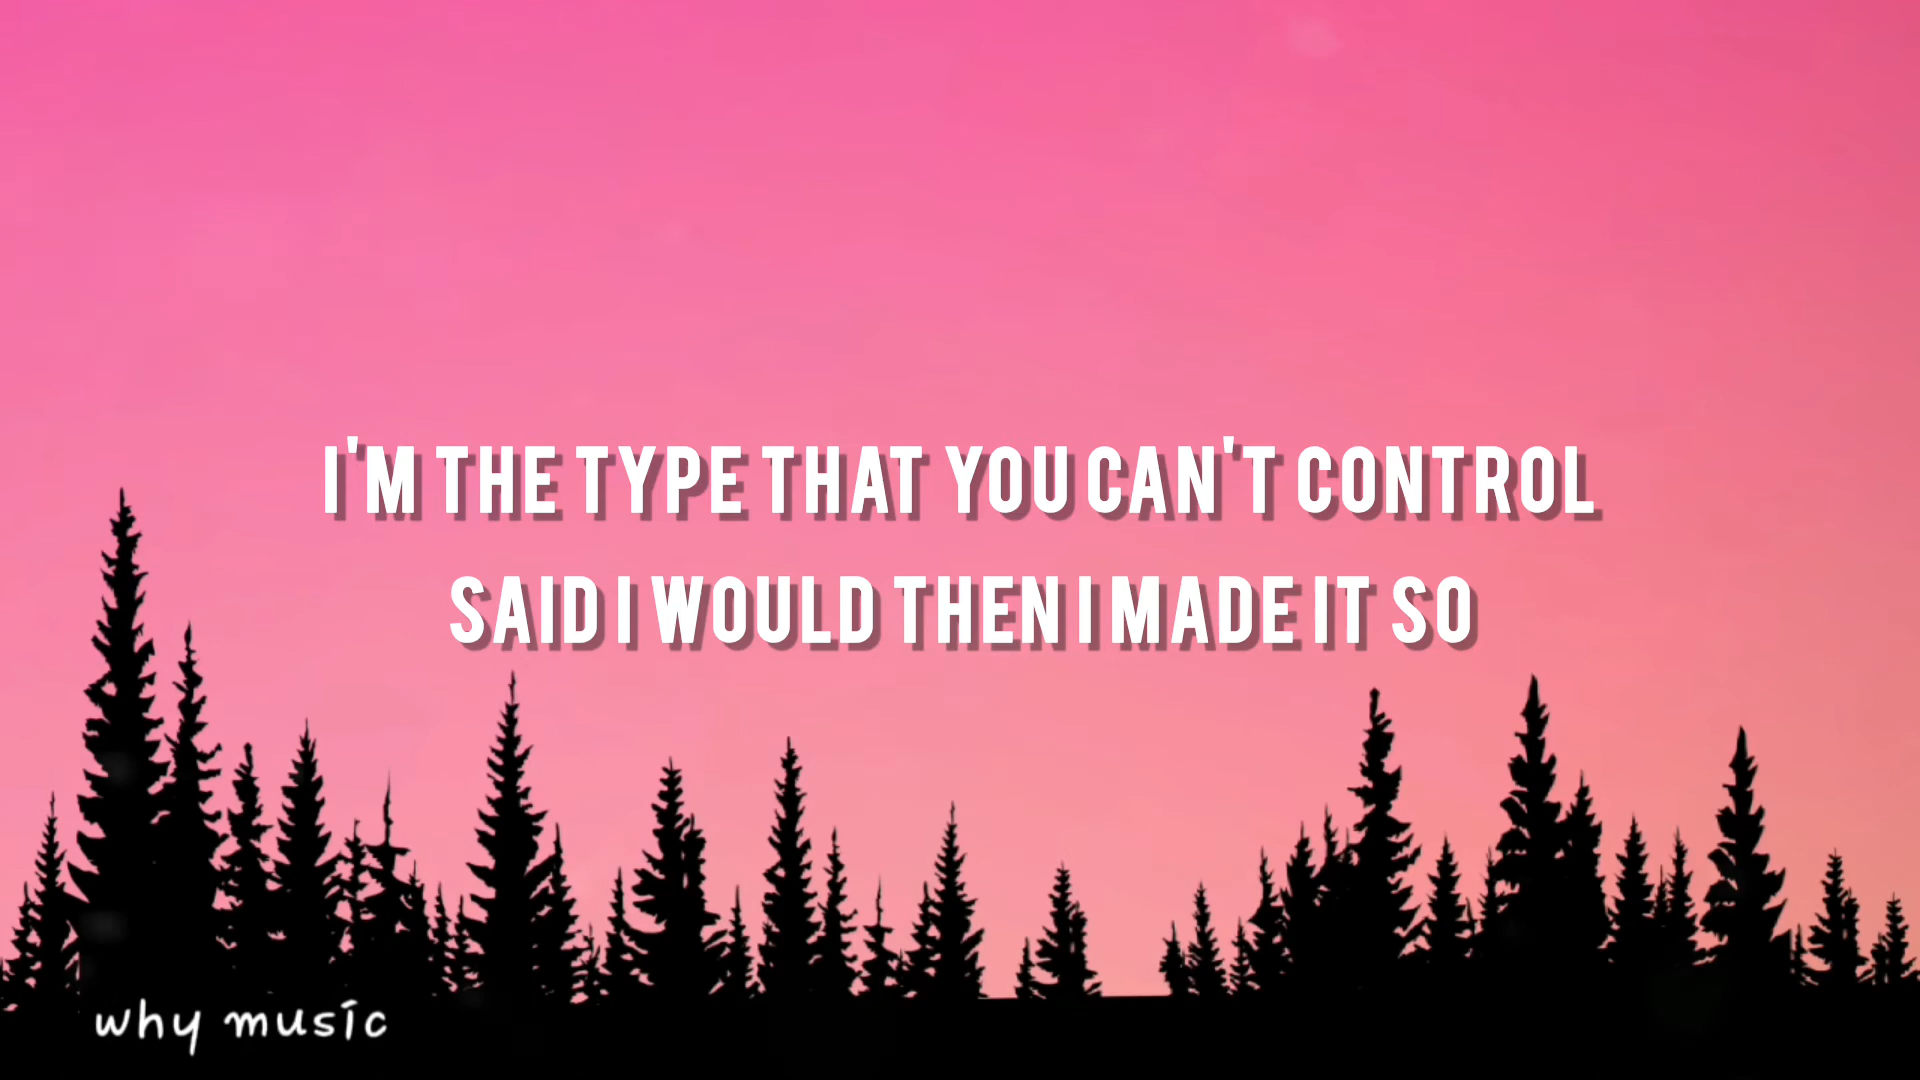 I'M THE TYPE THAT YOU CAN'T CONTROL
SAID I WOULD THEN I MADE IT SO
why music